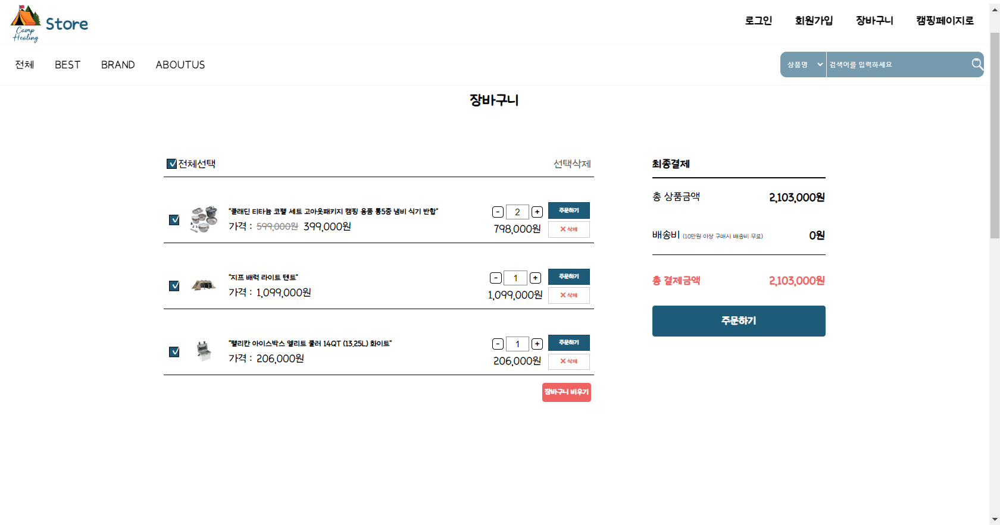 Camp Healing
Store
로그인 회원가입 장바구니 캠핑페이지로
전체 BEST BRAND ABOUTUS
상품명 검색어를 입력하세요
장바구니
전체선택 선택삭제
"콜래딘 티타늄 코펠 세트 고아웃패키지 캠핑 용품 통5중 냄비 식기 반합"
- 2 + 주문하기
가격 : 599,000원 399,000원
798,000원 ✕ 삭제
"지프 배럭 라이트 텐트"
- 1 + 주문하기
가격 : 1,099,000원
1,099,000원 ✕ 삭제
"펠리칸 아이스박스 엘리트 쿨러 14QT (13.25L) 화이트"
- 1 + 주문하기
가격 : 206,000원
206,000원 ✕ 삭제
장바구니 비우기
최종결제
총 상품금액 2,103,000원
배송비 (10만원 이상 구매시 배송비 무료) 0원
총 결제금액 2,103,000원
주문하기